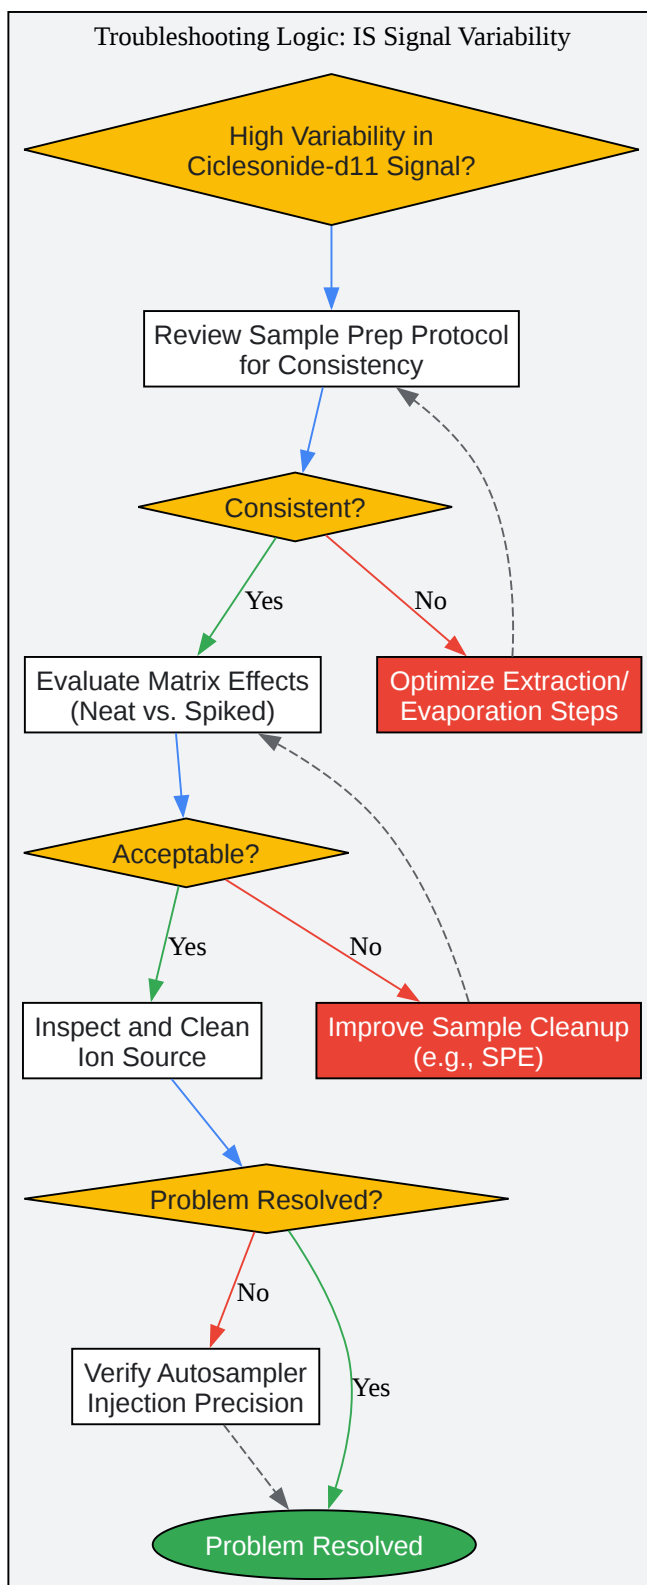 Troubleshooting Logic: IS Signal Variability
High Variability in
Ciclesonide-d11 Signal?
Review Sample Prep Protocol
for Consistency
Consistent?
Yes
No
Evaluate Matrix Effects
(Neat vs. Spiked)
Optimize Extraction/
Evaporation Steps
Acceptable?
Yes
No
Inspect and Clean
Ion Source
Improve Sample Cleanup
(e.g., SPE)
Problem Resolved?
No
Verify Autosampler
Injection Precision
Yes
Problem Resolved